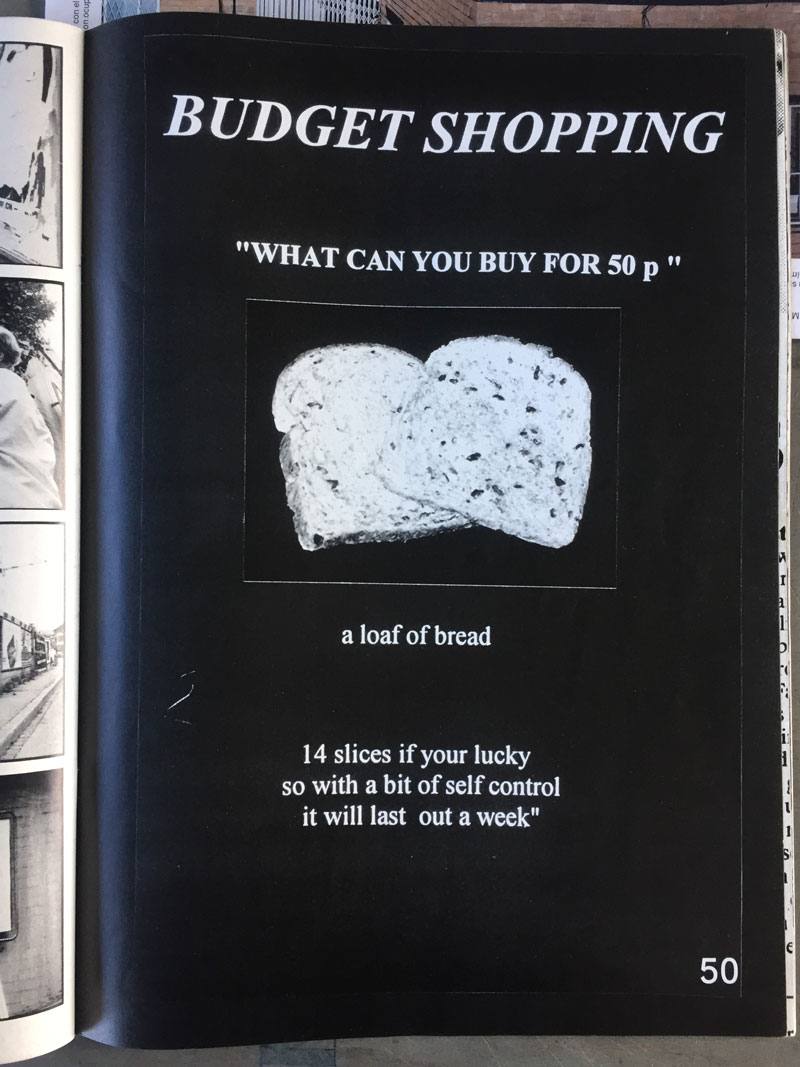 BUDGET SHOPPING
"WHAT CAN YOU BUY FOR 50 p "
a loaf of bread
14 slices if your lucky
so with a bit of self control
it will last out a week"
50